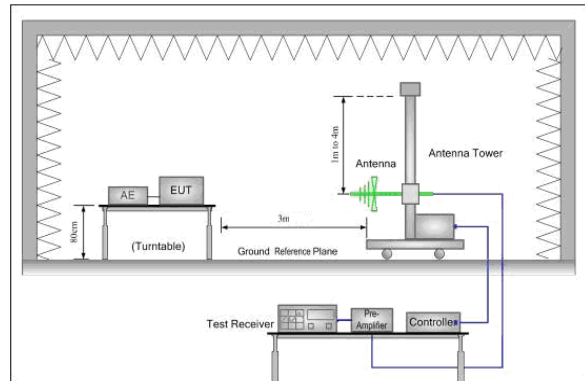 1m to 4m
Antenna
Antenna Tower
AE
EUT
80cm
(Turntable)
3m
Ground Reference Plane
Test Receiver
Pre-
Amplifier
Controller